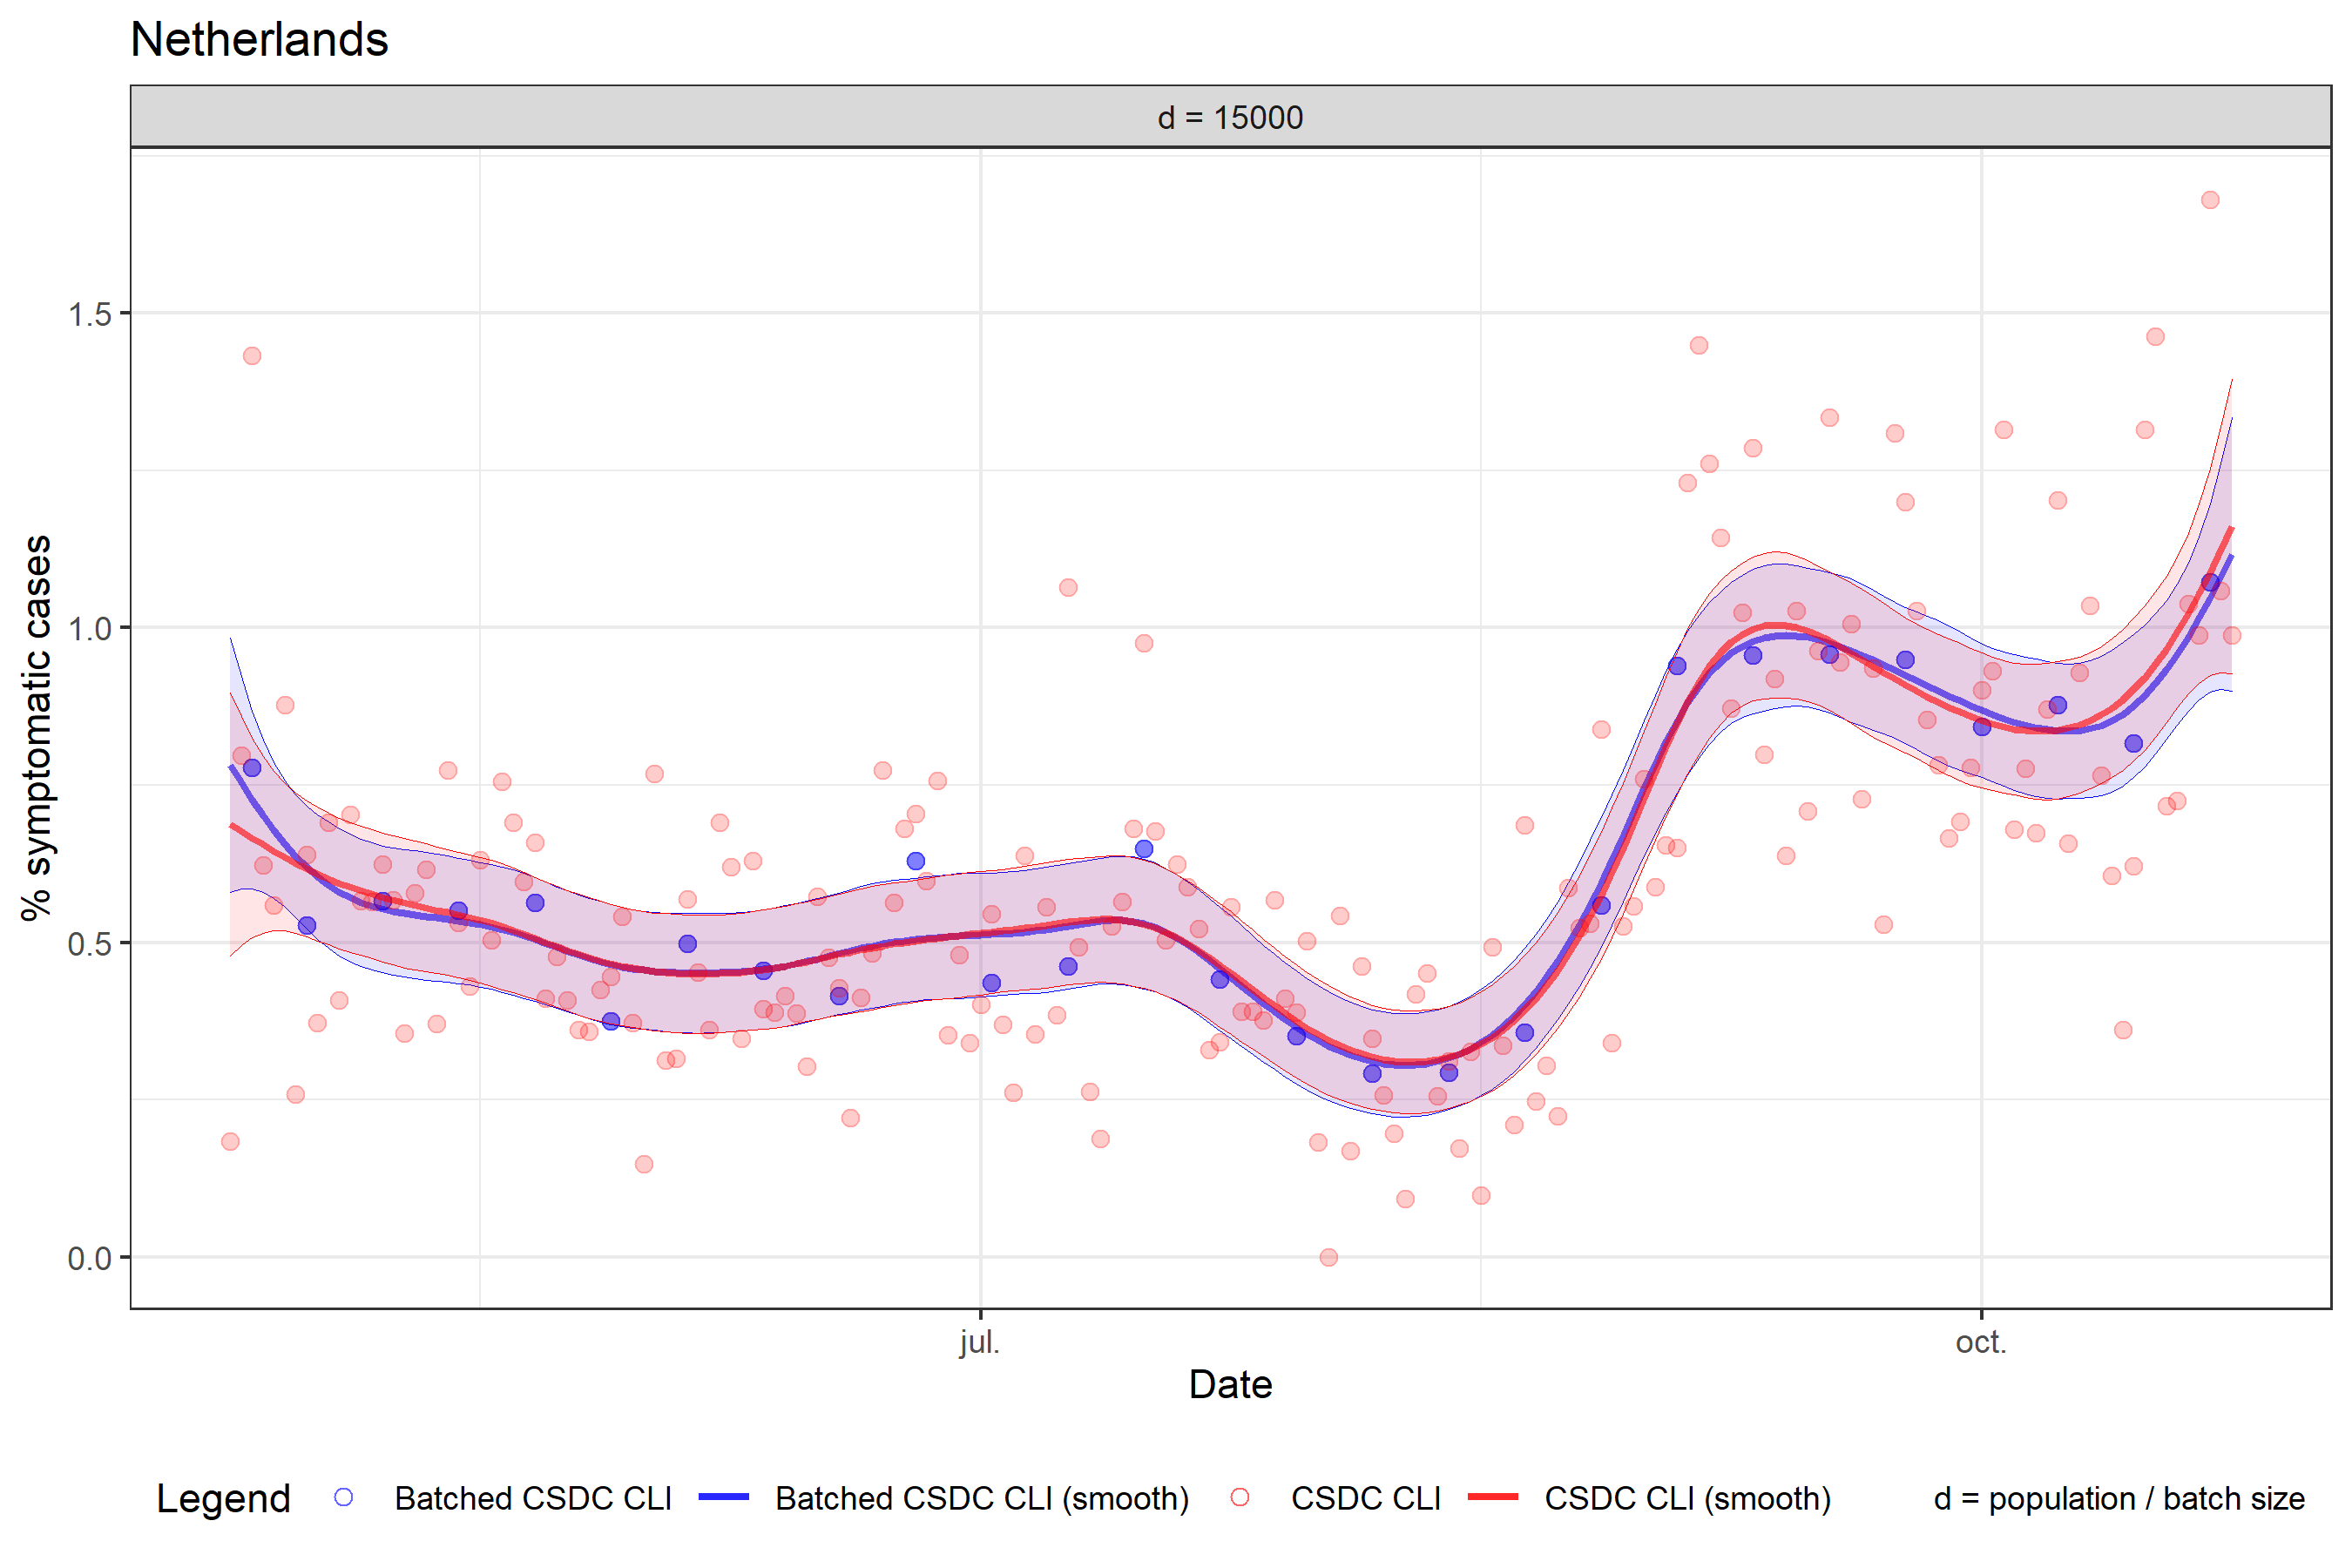 Netherlands
d = 15000
% symptomatic cases
1.5
1.0
0.5
0.0
jul.
oct.
Date
Legend
Batched CSDC CLI
Batched CSDC CLI (smooth)
CSDC CLI
CSDC CLI (smooth)
d = population / batch size